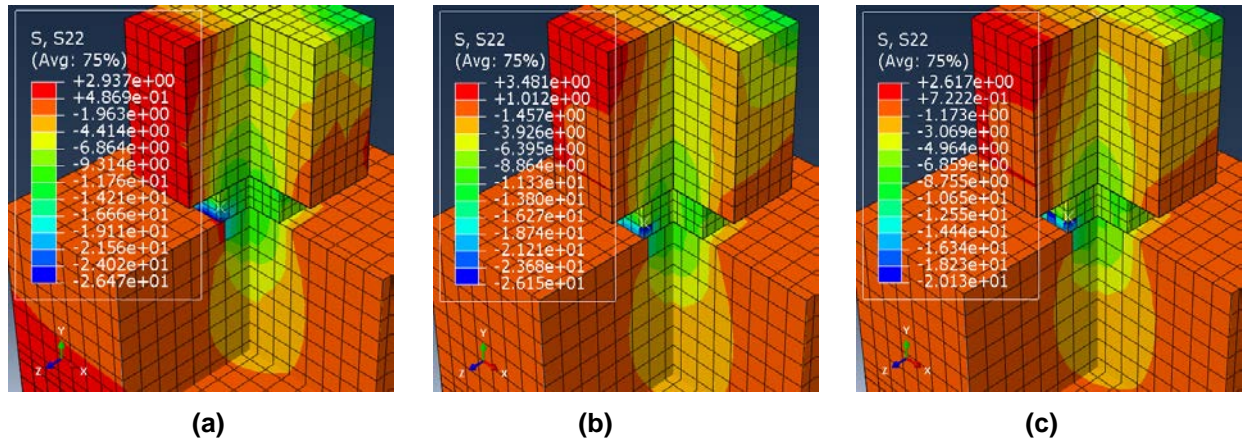 S, S22
(Avg: 75%)
+2.937e+00
+4.869e-01
-1.963e+00
-4.414e+00
-6.864e+00
-9.314e+00
-1.176e+01
-1.421e+01
-1.666e+01
-1.911e+01
-2.156e+01
-2.402e+01
-2.647e+01
Y
Z
X
(a)
S, S22
(Avg: 75%)
+3.481e+00
+1.012e+00
-1.457e+00
-3.926e+00
-6.395e+00
-8.864e+00
-1.133e+01
-1.380e+01
-1.627e+01
-1.874e+01
-2.121e+01
-2.368e+01
-2.615e+01
Y
Z
X
(b)
S, S22
(Avg: 75%)
+2.617e+00
+7.222e-01
-1.173e+00
-3.069e+00
-4.964e+00
-6.859e+00
-8.755e+00
-1.065e+01
-1.255e+01
-1.444e+01
-1.634e+01
-1.823e+01
-2.013e+01
Y
Z
X
(c)